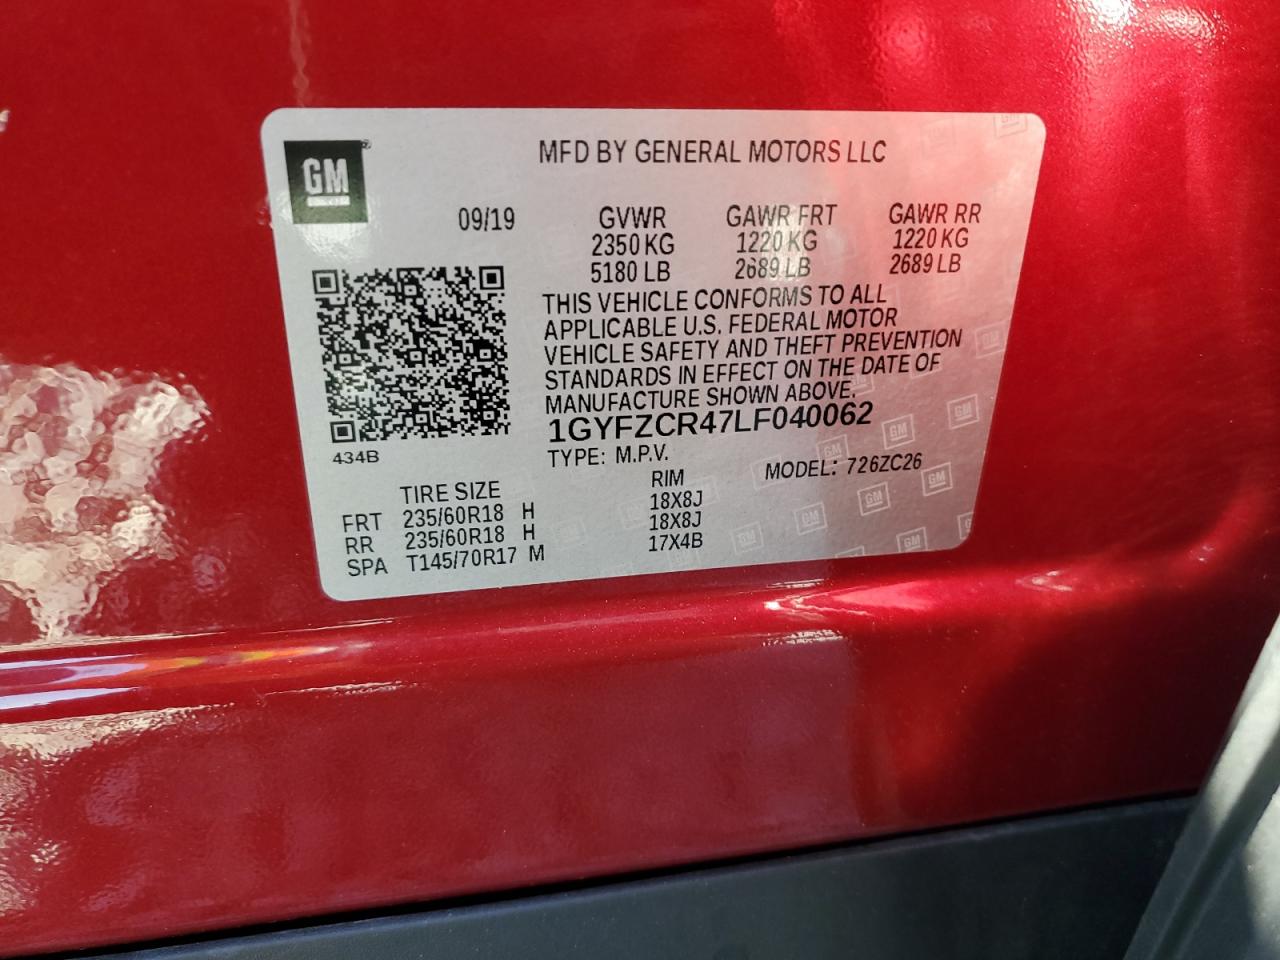 GM
MFD BY GENERAL MOTORS LLC
09/19 GVWR GAWR FRT GAWR RR
2350 KG 1220 KG 1220 KG
5180 LB 2689 LB 2689 LB
THIS VEHICLE CONFORMS TO ALL
APPLICABLE U.S. FEDERAL MOTOR
VEHICLE SAFETY AND THEFT PREVENTION
STANDARDS IN EFFECT ON THE DATE OF
MANUFACTURE SHOWN ABOVE.
1GYFZCR47LF040062
434B
TYPE: M.P.V. MODEL: 726ZC26
TIRE SIZE RIM
FRT 235/60R18 H 18X8J
RR 235/60R18 H 18X8J
SPA T145/70R17 M 17X4B